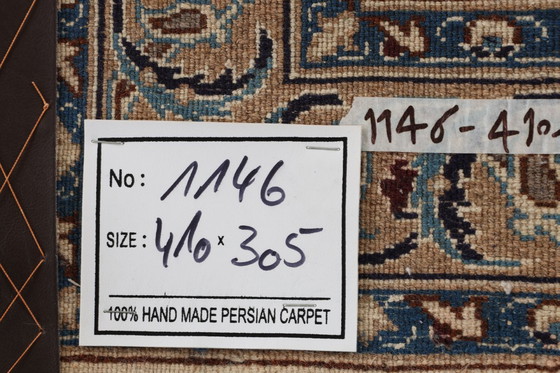 1146-410
No: 1146
SIZE: 410 x 305
100% HAND MADE PERSIAN CARPET